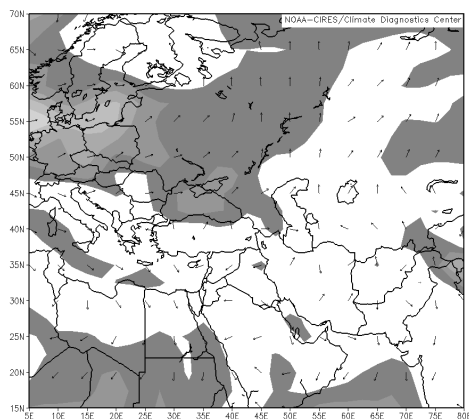 NOAA-CIRES/Climate Diagnostics Center
70N
65N
60N
55N
50N
45N
40N
35N
30N
25N
20N
15N
5E 10E 15E 20E 25E 30E 35E 40E 45E 50E 55E 60E 65E 70E 75E 80E